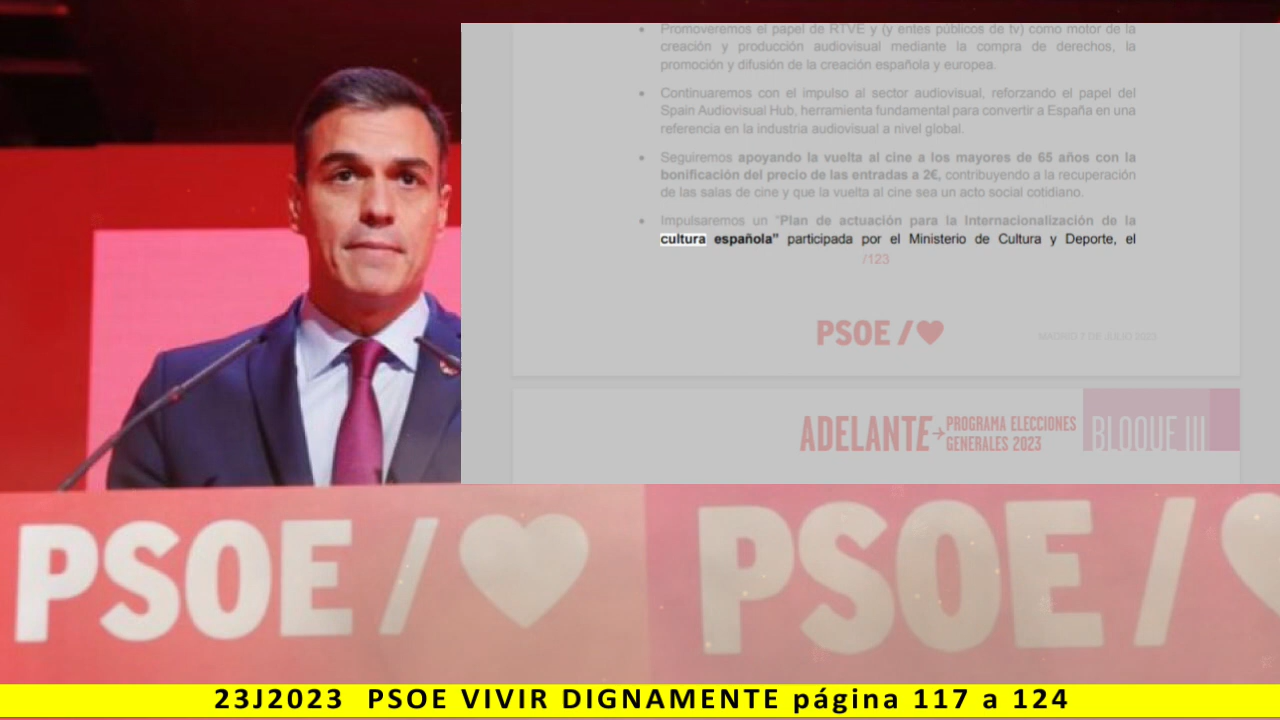 • Promoveremos el papel de RTVE y (y entes públicos de tv) como motor de la
creación y producción audiovisual mediante la compra de derechos, la
promoción y difusión de la creación española y europea.
• Continuaremos con el impulso al sector audiovisual, reforzando el papel del
Spain Audiovisual Hub, herramienta fundamental para convertir a España en una
referencia en la industria audiovisual a nivel global.
• Seguiremos apoyando la vuelta al cine a los mayores de 65 años con la
bonificación del precio de las entradas a 2€, contribuyendo a la recuperación
de las salas de cine y que la vuelta al cine sea un acto social cotidiano.
• Impulsaremos un "Plan de actuación para la Internacionalización de la
cultura española" participada por el Ministerio de Cultura y Deporte, el
/123
PSOE /
MADRID 7 DE JULIO 2023
ADELANTE
PROGRAMA ELECCIONES
GENERALES 2023
BLOQUE III
PSOE /
PSOE /
23J2023 PSOE VIVIR DIGNAMENTE página 117 a 124